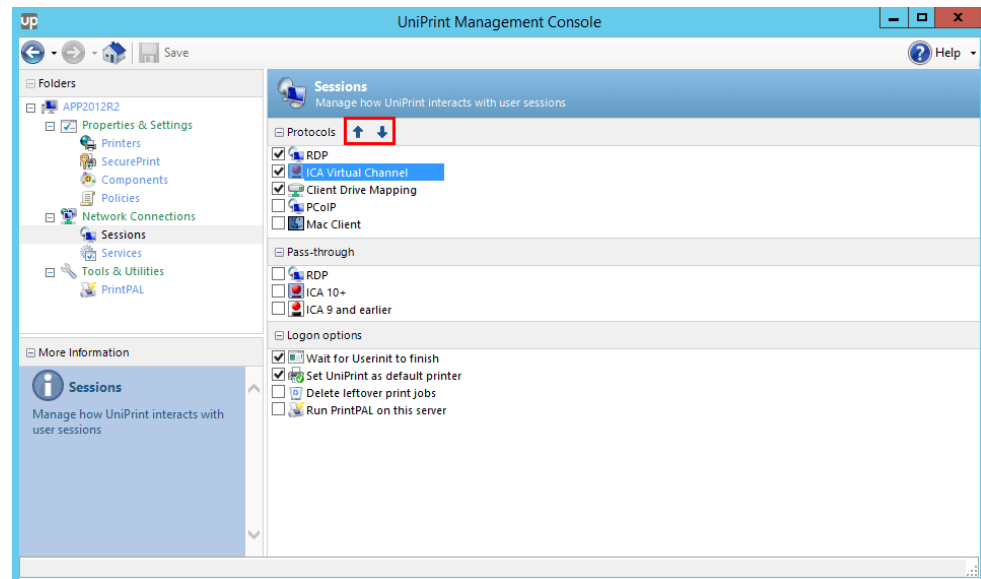 up UniPrint Management Console x
Save Help
Folders
APP2012R2
Properties & Settings
Printers
SecurePrint
Components
Policies
Network Connections
Sessions
Services
Tools & Utilities
PrintPAL
More Information
Sessions
Manage how UniPrint interacts with
user sessions
Sessions
Manage how UniPrint interacts with user sessions
Protocols
RDP
ICA Virtual Channel
Client Drive Mapping
PCoIP
Mac Client
Pass-through
RDP
ICA 10+
ICA 9 and earlier
Logon options
Wait for Userinit to finish
Set UniPrint as default printer
Delete leftover print jobs
Run PrintPAL on this server